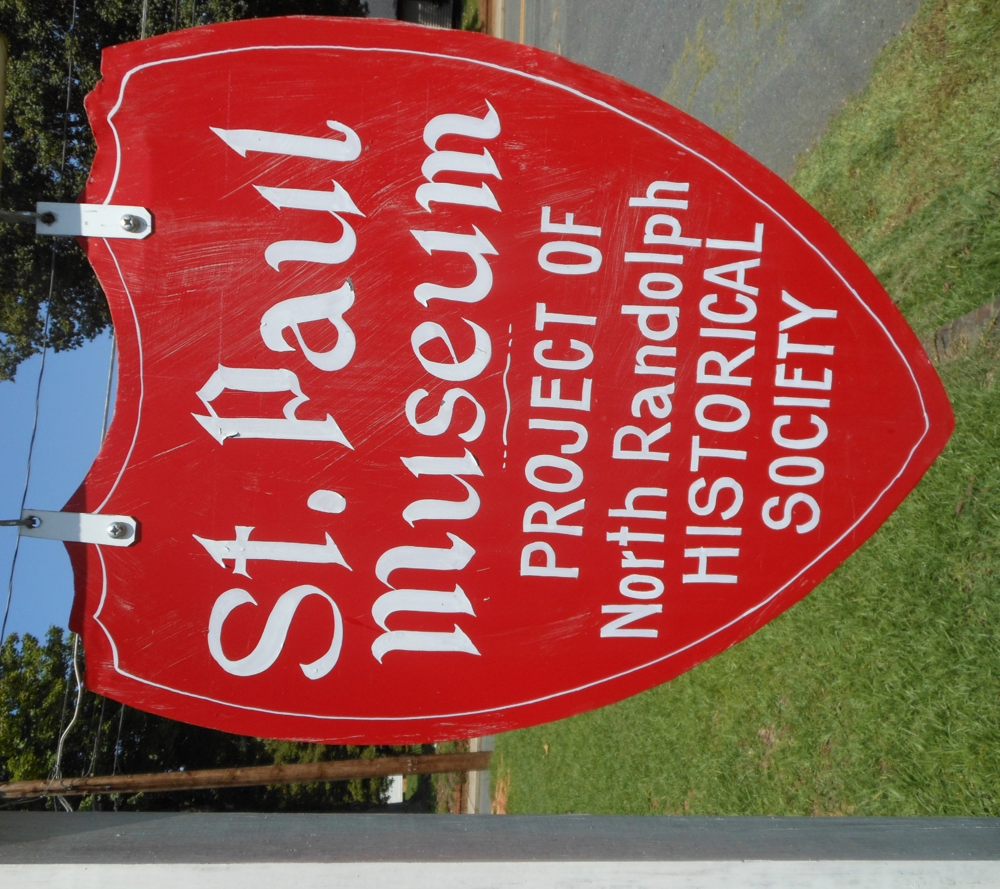 St. Paul
museum
PROJECT OF
North Randolph
HISTORICAL
SOCIETY